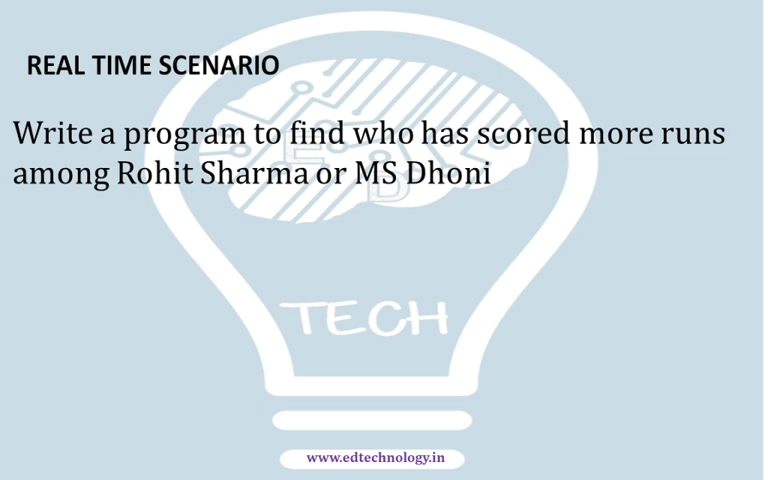 REAL TIME SCENARIO
Write a program to find who has scored more runs
among Rohit Sharma or MS Dhoni
ED
TECH
www.edtechnology.in